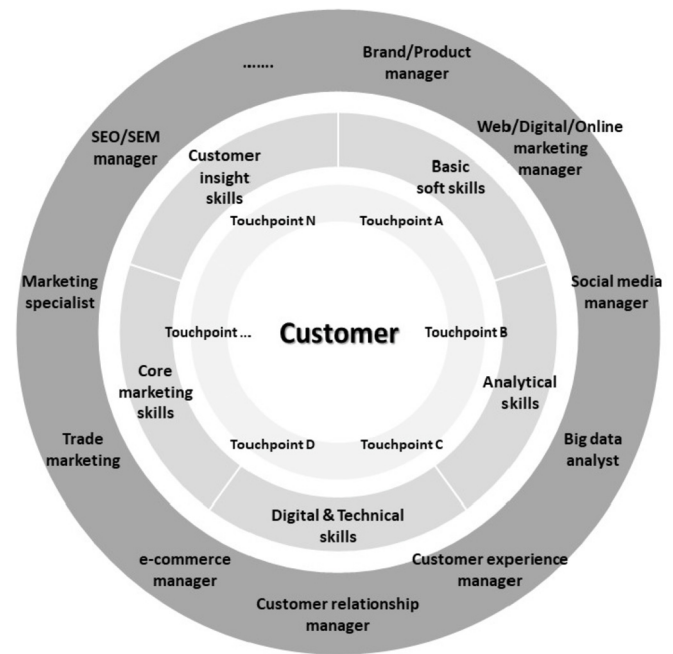 .......
Brand/Product
manager
Web/Digital/Online
marketing
manager
Social media
manager
Big data
analyst
Customer experience
manager
Customer relationship
manager
e-commerce
manager
Trade
marketing
Marketing
specialist
SEO/SEM
manager
Customer
insight
skills
Basic
soft skills
Analytical
skills
Digital & Technical
skills
Core
marketing
skills
Touchpoint N
Touchpoint A
Touchpoint B
Touchpoint C
Touchpoint D
Touchpoint ...
Customer